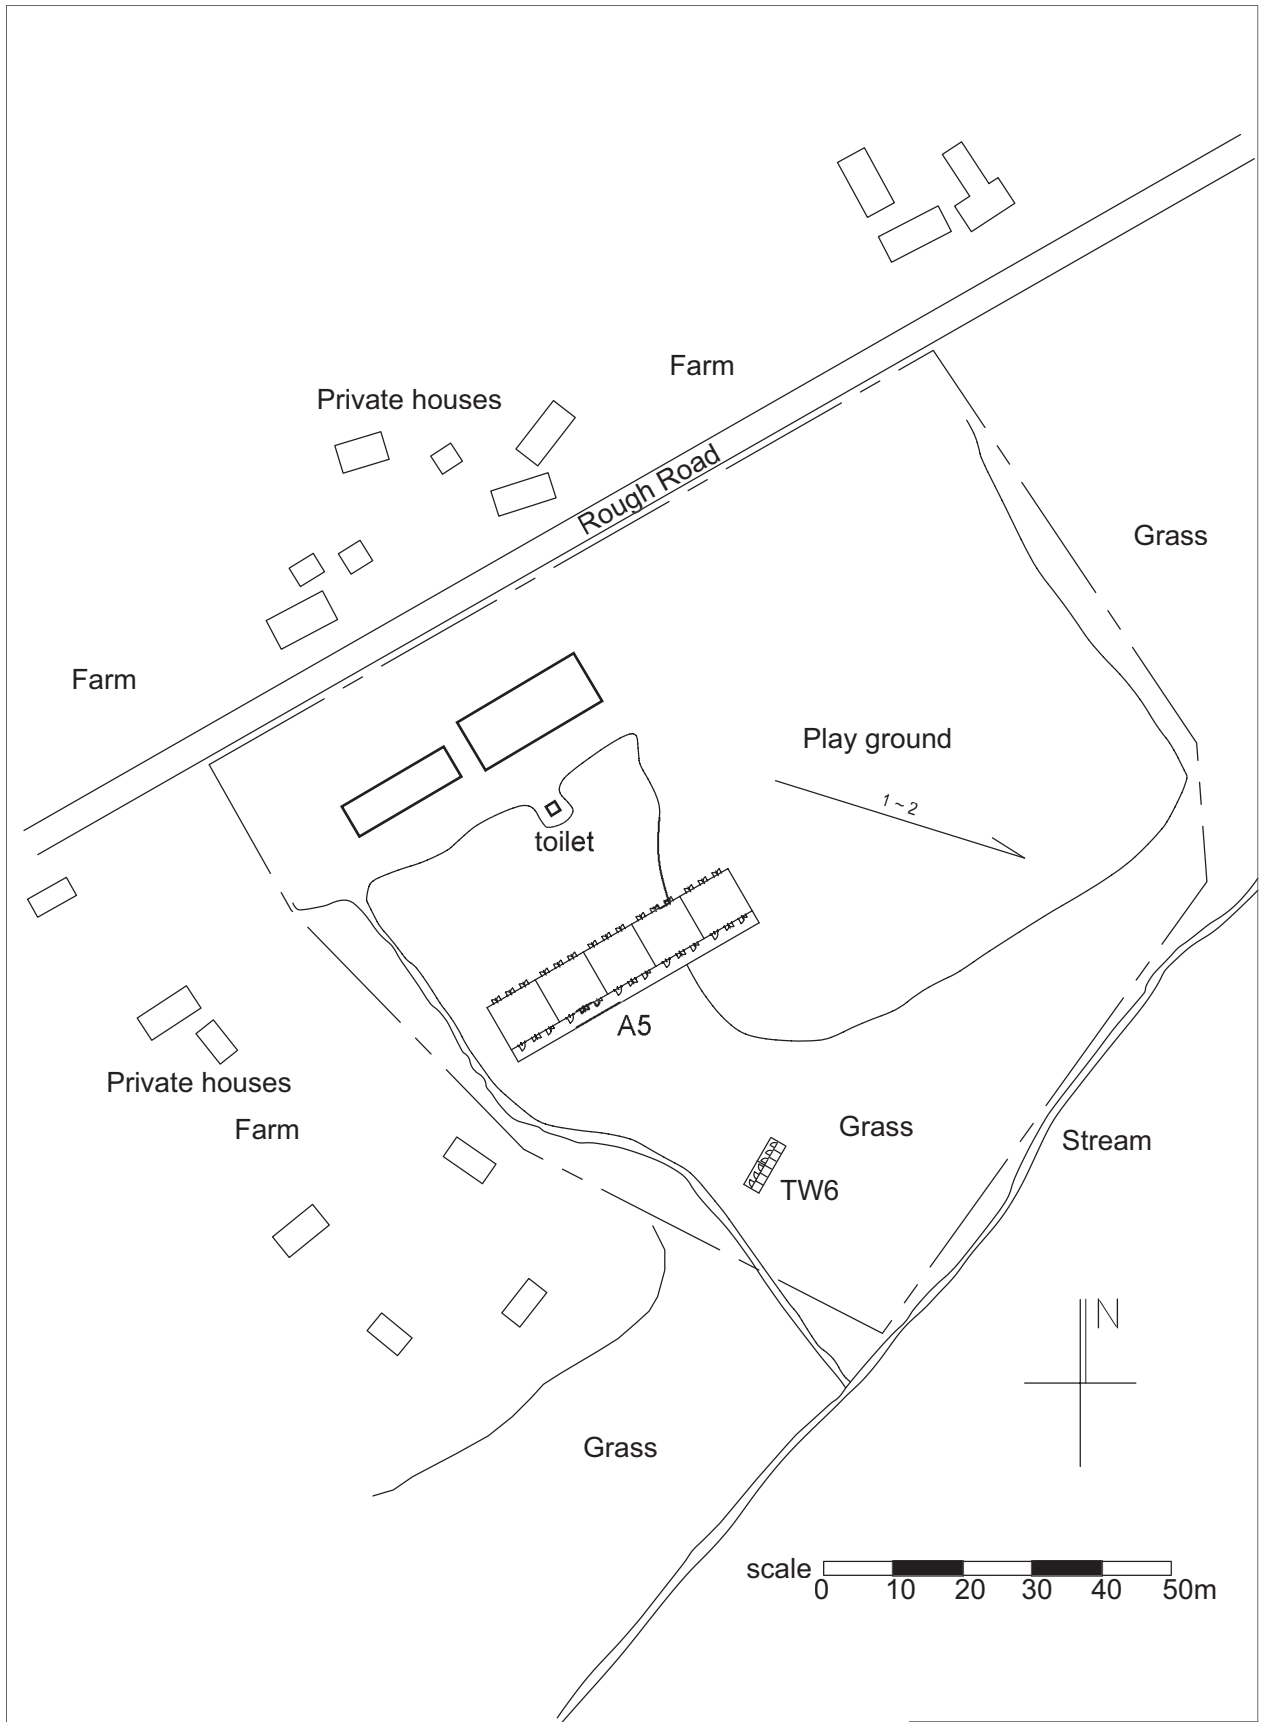 Farm
Private houses
Rough Road
Grass
Farm
Play ground
1 ~ 2
toilet
A5
Private houses
Farm
Grass
Stream
TW6
N
Grass
scale
0 10 20 30 40 50m